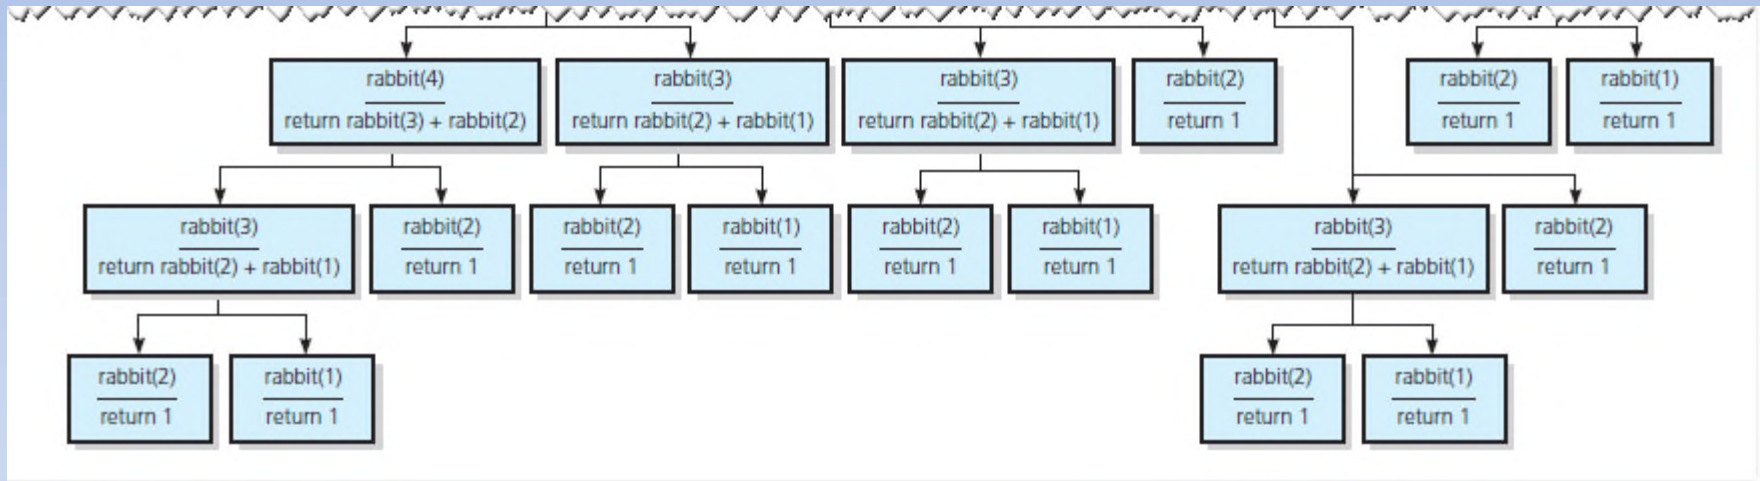 rabbit(4)
return rabbit(3) + rabbit(2)
rabbit(3)
return rabbit(2) + rabbit(1)
rabbit(3)
return rabbit(2) + rabbit(1)
rabbit(2)
return 1
rabbit(2)
return 1
rabbit(1)
return 1
rabbit(3)
return rabbit(2) + rabbit(1)
rabbit(2)
return 1
rabbit(2)
return 1
rabbit(1)
return 1
rabbit(2)
return 1
rabbit(1)
return 1
rabbit(3)
return rabbit(2) + rabbit(1)
rabbit(2)
return 1
rabbit(2)
return 1
rabbit(1)
return 1
rabbit(2)
return 1
rabbit(1)
return 1